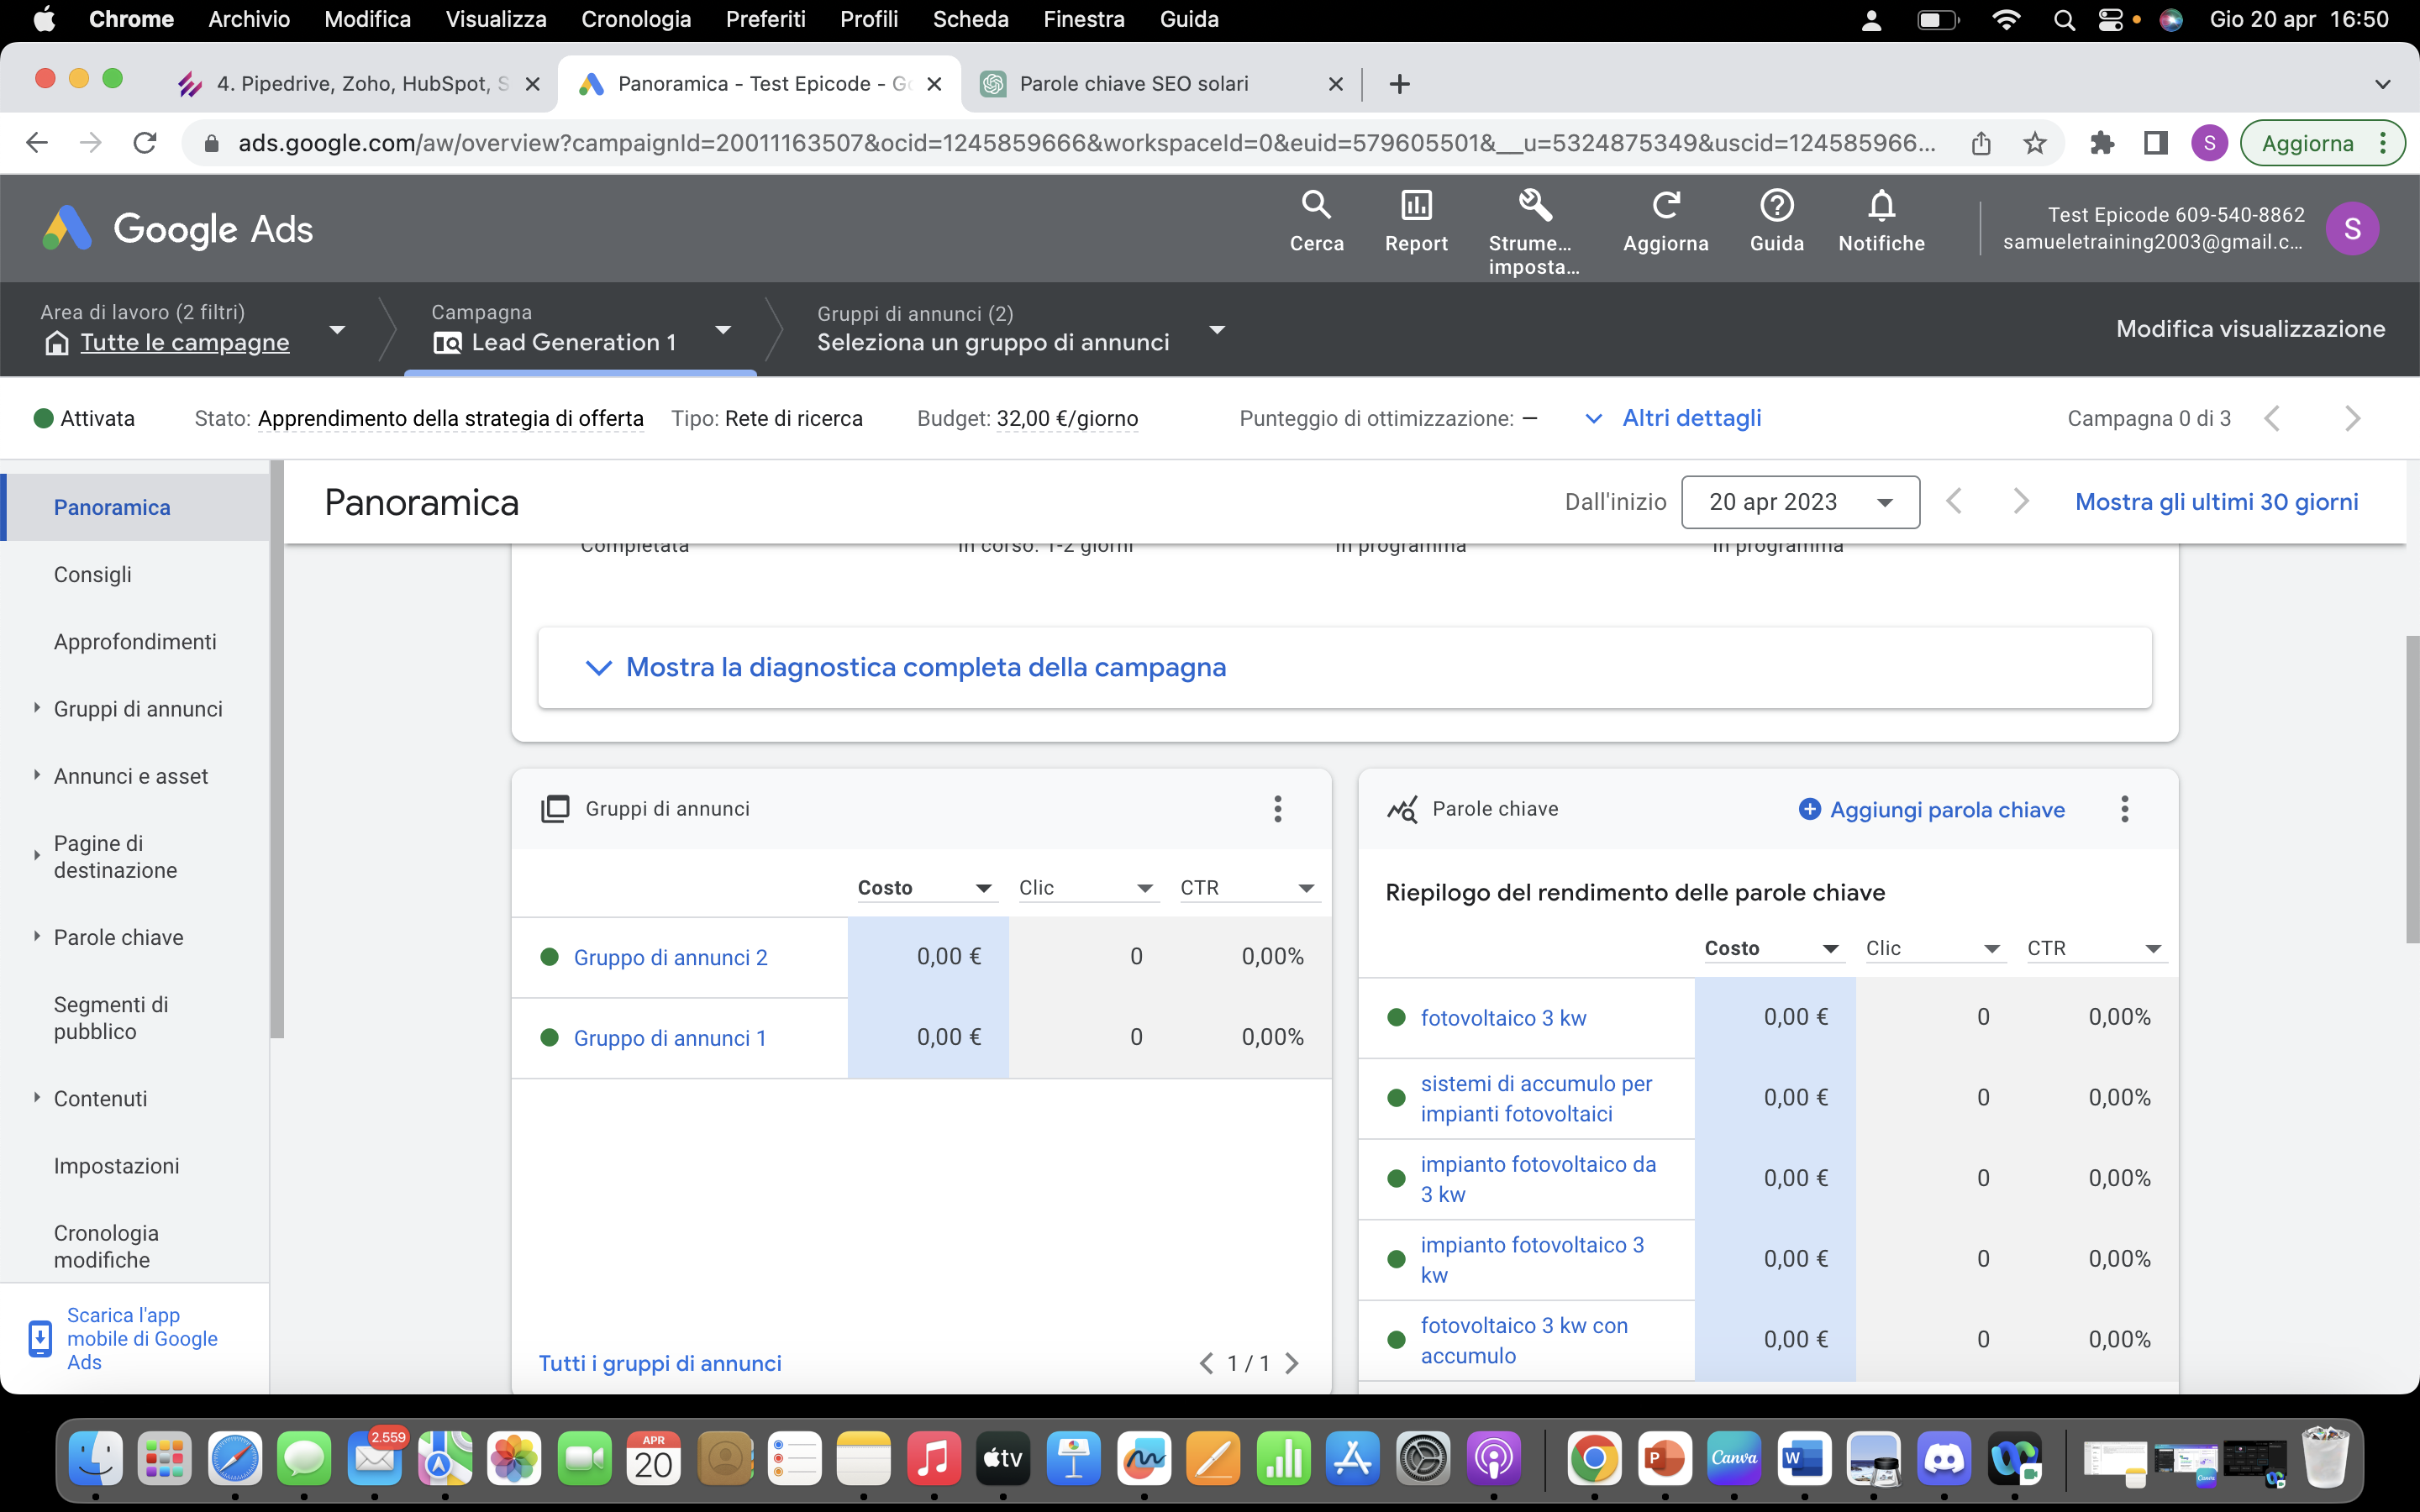 Chrome Archivio Modifica Visualizza Cronologia Preferiti Profili Scheda Finestra Guida Gio 20 apr 16:50
4. Pipedrive, Zoho, HubSpot, S Panoramica - Test Epicode - Go Parole chiave SEO solari
ads.google.com/aw/overview?campaignId=20011163507&ocid=1245859666&workspaceId=0&euid=579605501&__u=5324875349&uscid=124585966... S Aggiorna
Google Ads
Cerca
Report
Strume...
imposta...
Aggiorna
Guida
Notifiche
Test Epicode 609-540-8862
samueletraining2003@gmail.c...
S
Area di lavoro (2 filtri)
Tutte le campagne
Campagna
Lead Generation 1
Gruppi di annunci (2)
Seleziona un gruppo di annunci
Modifica visualizzazione
Attivata Stato: Apprendimento della strategia di offerta Tipo: Rete di ricerca Budget: 32,00 €/giorno Punteggio di ottimizzazione: — Altri dettagli Campagna 0 di 3
Panoramica
Consigli
Approfondimenti
Gruppi di annunci
Annunci e asset
Pagine di
destinazione
Parole chiave
Segmenti di
pubblico
Contenuti
Impostazioni
Cronologia
modifiche
Scarica l'app
mobile di Google
Ads
Panoramica Dall'inizio 20 apr 2023 Mostra gli ultimi 30 giorni
Completata In corso: 1-2 giorni In programma In programma
Mostra la diagnostica completa della campagna
Gruppi di annunci
Costo Clic CTR
Gruppo di annunci 2 0,00 € 0 0,00%
Gruppo di annunci 1 0,00 € 0 0,00%
Tutti i gruppi di annunci 1 / 1
Parole chiave Aggiungi parola chiave
Riepilogo del rendimento delle parole chiave
Costo Clic CTR
fotovoltaico 3 kw 0,00 € 0 0,00%
sistemi di accumulo per
impianti fotovoltaici 0,00 € 0 0,00%
impianto fotovoltaico da
3 kw 0,00 € 0 0,00%
impianto fotovoltaico 3
kw 0,00 € 0 0,00%
fotovoltaico 3 kw con
accumulo 0,00 € 0 0,00%
2.559
APR
20
tv
P
Canva
W